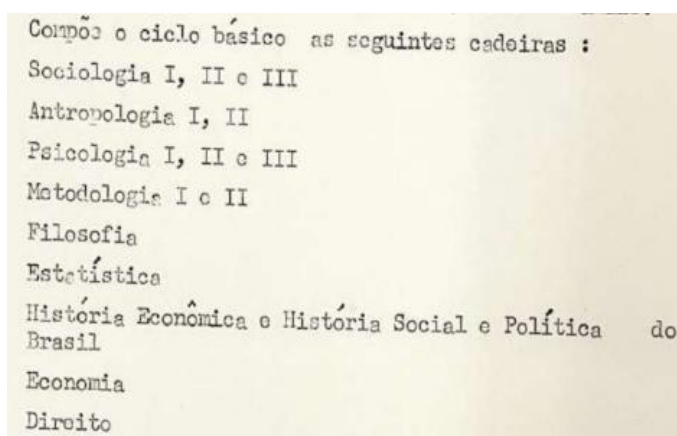 Compõe o ciclo básico as seguintes cadeiras :
Sociologia I, II e III
Antropologia I, II
Psicologia I, II e III
Metodologia I e II
Filosofia
Estatística
História Econômica e História Social e Política do
Brasil
Economia
Direito